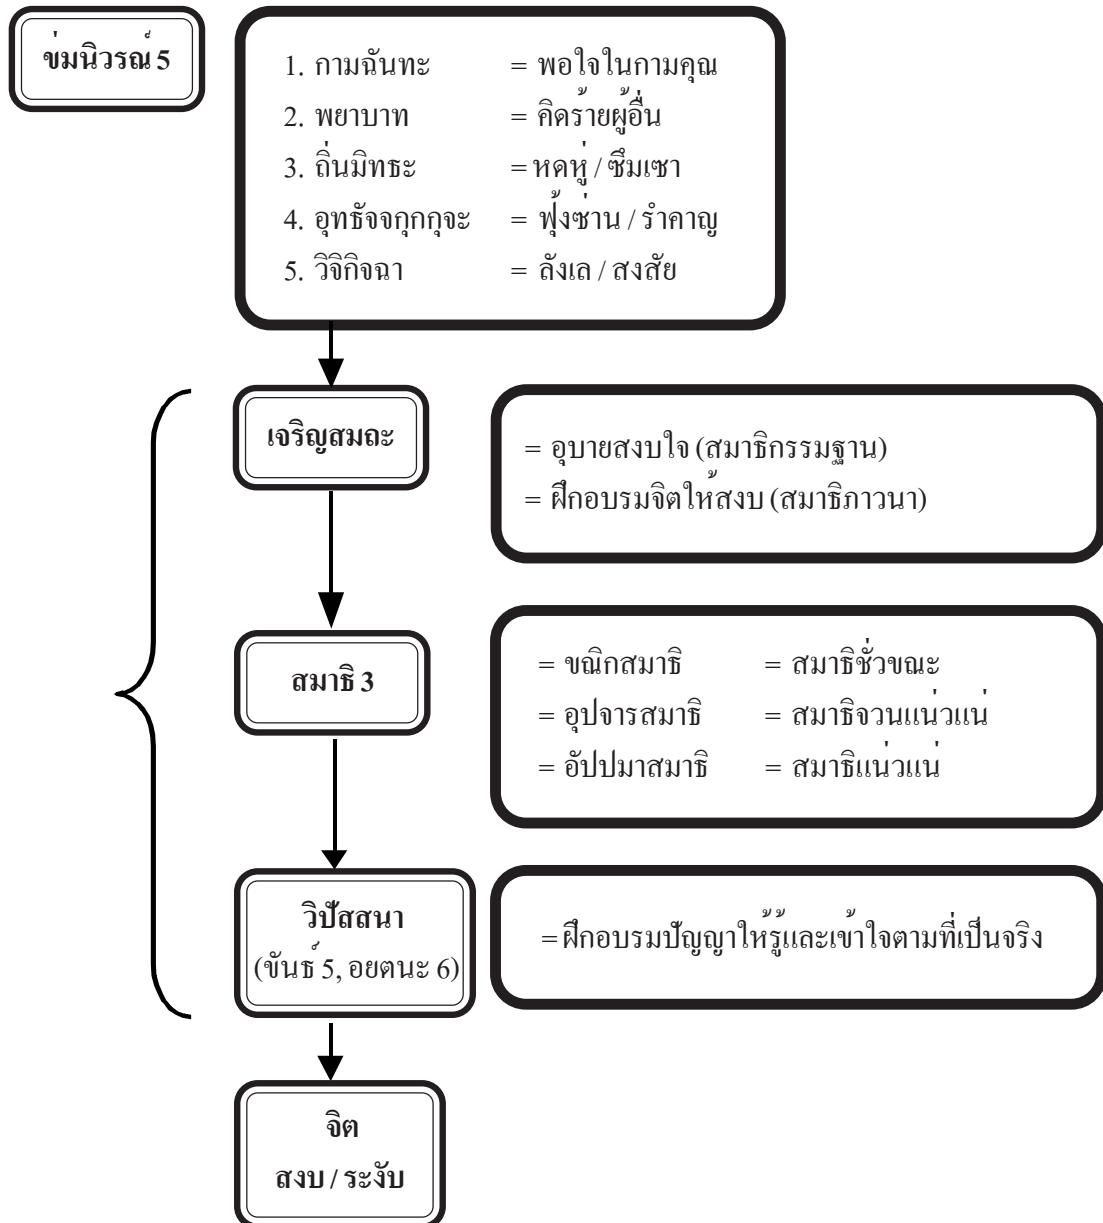 ข่มนิวรณ์ 5
1. กามฉันทะ = พอใจในกามคุณ
2. พยาบาท = คิดร้ายผู้อื่น
3. ถิ่นมิทธะ = หดหู่ / ซึมเซา
4. อุทธัจจกุกกุจะ = ฟุ้งซ่าน / รำคาญ
5. วิจิกิจฉา = ลังเล / สงสัย
เจริญสมถะ
= อุบายสงบใจ (สมาธิกรรมฐาน)
= ฝึกอบรมจิตให้สงบ (สมาธิภาวนา)
สมาธิ 3
= ขณิกสมาธิ = สมาธิชั่วขณะ
= อุปจารสมาธิ = สมาธิจวนแน่วแน่
= อัปปมาสมาธิ = สมาธิแน่วแน่
วิปัสสนา
(ขันธ์ 5, อยตนะ 6)
= ฝึกอบรมปัญญาให้รู้และเข้าใจตามที่เป็นจริง
จิต
สงบ / ระงับ